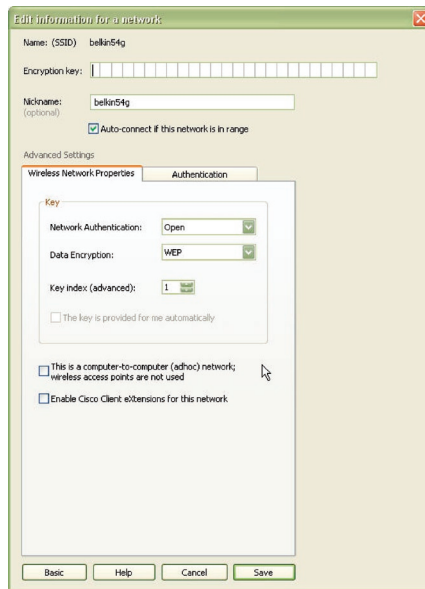 Edit information for a network
Name: (SSID) belkin54g
Encryption key:
Nickname: belkin54g
(optional)
Auto-connect if this network is in range
Advanced Settings
Wireless Network Properties Authentication
Key
Network Authentication: Open
Data Encryption: WEP
Key index (advanced): 1
The key is provided for me automatically
This is a computer-to-computer (adhoc) network;
wireless access points are not used
Enable Cisco Client eXtensions for this network
Basic Help Cancel Save